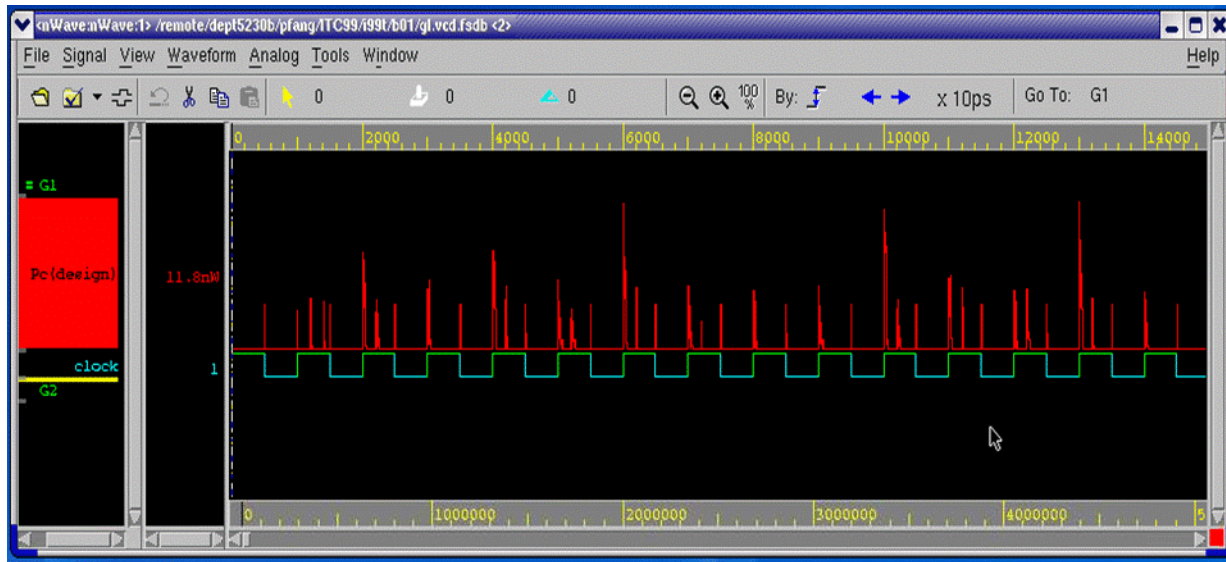 <nWave:nWave:1> /remote/dept5230b/pfang/ITC99/i99t/b01/gl.vcd.fsdb <2>
File Signal View Waveform Analog Tools Window Help
0 0 0 100 % By: x 10ps Go To: G1
0 2000 4000 6000 8000 10000 12000 14000
= G1
Pc(design) 11.8nW
clock 1
G2
0 1000000 2000000 3000000 4000000 5